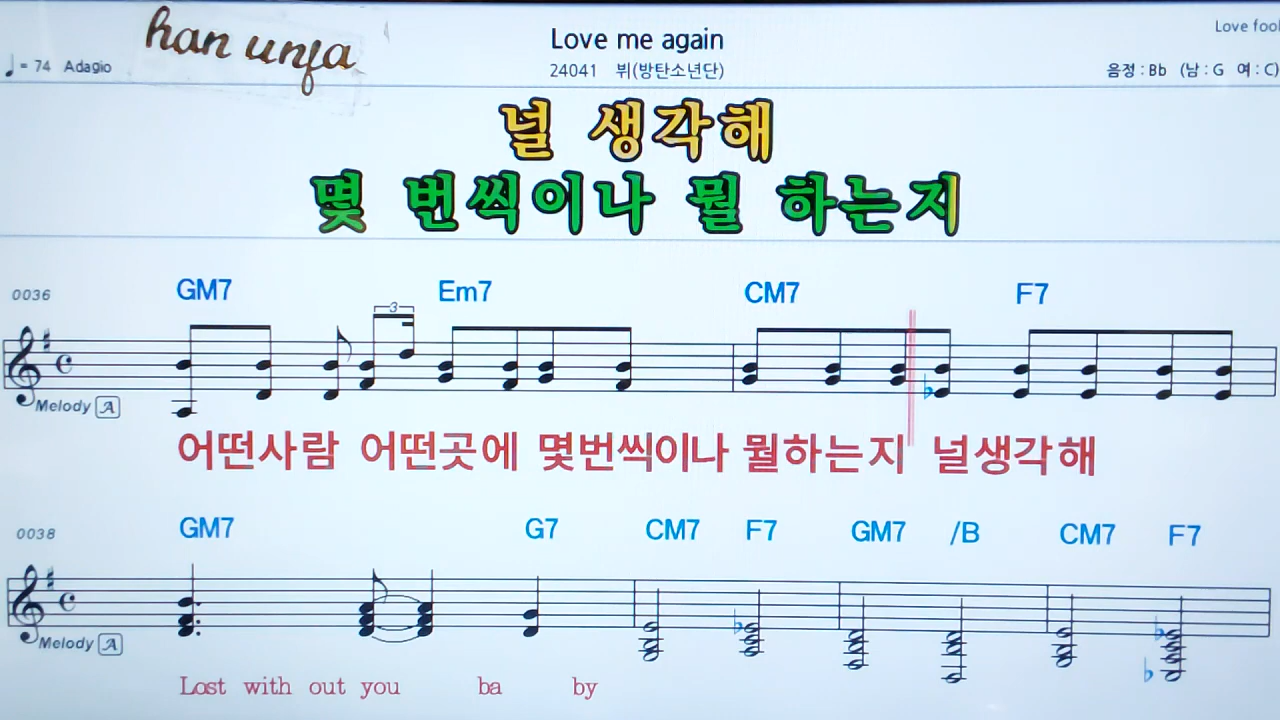 han unfa
Love me again
Love fool
♩= 74 Adagio
24041 뷔(방탄소년단)
음정 : Bb (남 : G 여 : C)
널 생각해
몇 번씩이나 뭘 하는지
0036
GM7 Em7 CM7 F7
3
Melody A
어떤사람 어떤곳에 몇번씩이나 뭘하는지 널생각해
0038
GM7 G7 CM7 F7 GM7 /B CM7 F7
Melody A
Lost with out you ba by